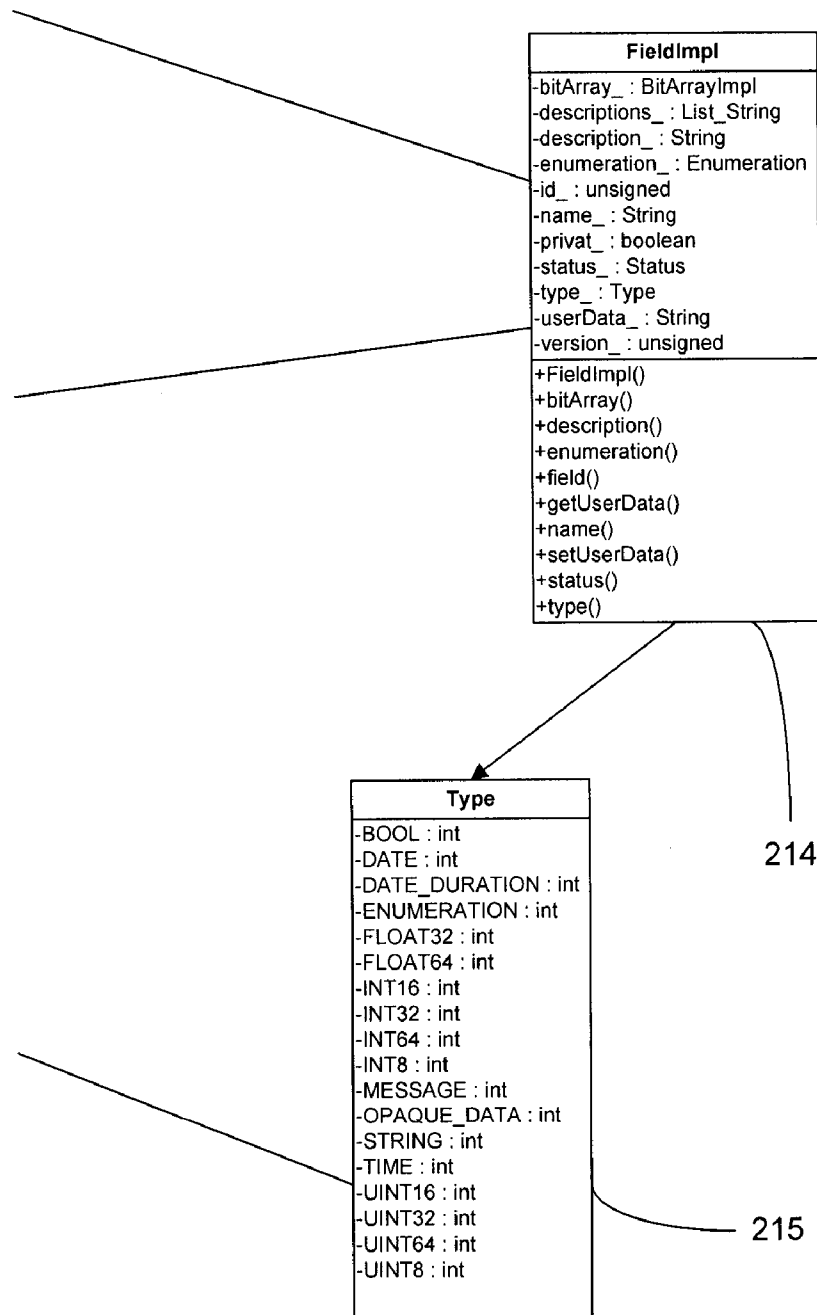 FieldImpl
-bitArray_ : BitArrayImpl
-descriptions_ : List_String
-description_ : String
-enumeration_ : Enumeration
-id_ : unsigned
-name_ : String
-privat_ : boolean
-status_ : Status
-type_ : Type
-userData_ : String
-version_ : unsigned
+FieldImpl()
+bitArray()
+description()
+enumeration()
+field()
+getUserData()
+name()
+setUserData()
+status()
+type()
214
Type
-BOOL : int
-DATE : int
-DATE_DURATION : int
-ENUMERATION : int
-FLOAT32 : int
-FLOAT64 : int
-INT16 : int
-INT32 : int
-INT64 : int
-INT8 : int
-MESSAGE : int
-OPAQUE_DATA : int
-STRING : int
-TIME : int
-UINT16 : int
-UINT32 : int
-UINT64 : int
-UINT8 : int
215